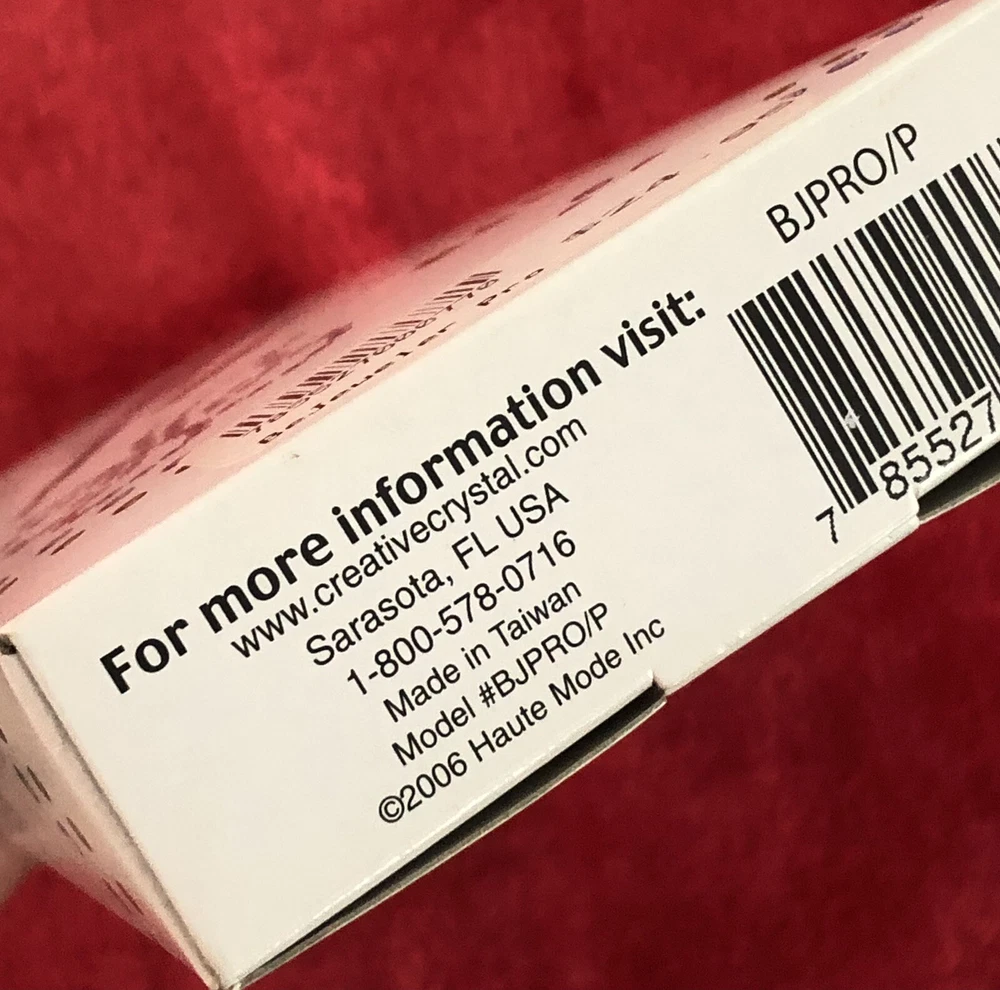 BJPRO/P
7 85527
For more information visit:
www.creativecrystal.com
Sarasota, FL USA
1-800-578-0716
Made in Taiwan
Model #BJPRO/P
©2006 Haute Mode Inc